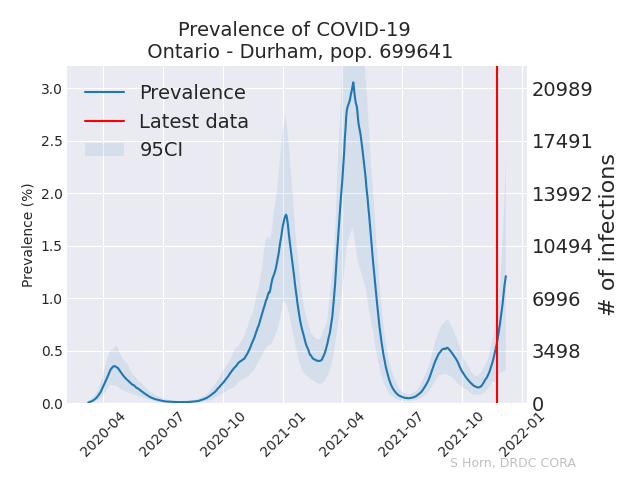 Prevalence of COVID-19
Ontario - Durham, pop. 699641
Prevalence
Latest data
95CI
Prevalence (%)
3.0
2.5
2.0
1.5
1.0
0.5
0.0
20989
17491
13992
10494
6996
3498
0
# of infections
2020-04
2020-07
2020-10
2021-01
2021-04
2021-07
2021-10
2022-01
S Horn, DRDC CORA